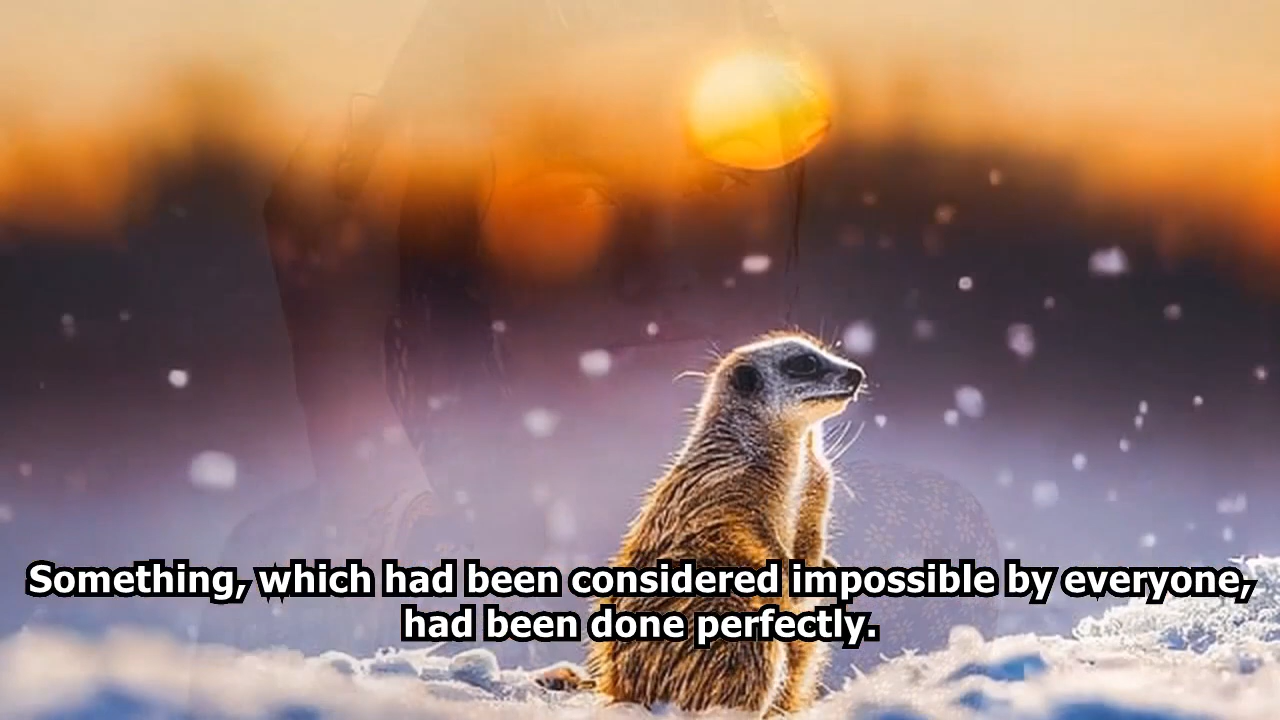 Something, which had been considered impossible by everyone,
had been done perfectly.